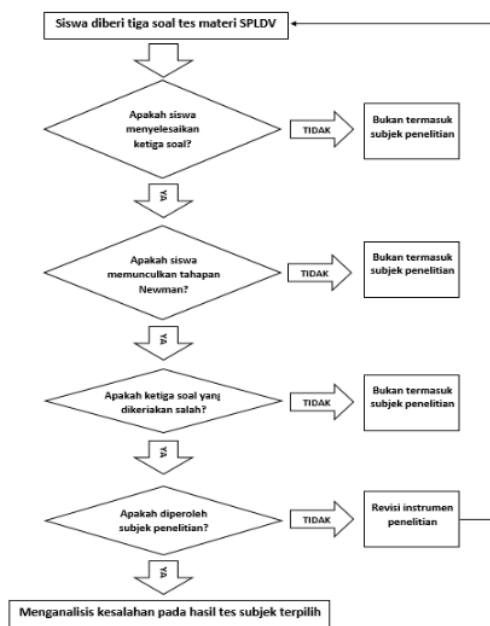 Siswa diberi tiga soal tes materi SPLDV
Apakah siswa
menyelesaikan
ketiga soal?
TIDAK
Bukan termasuk
subjek penelitian
YA
Apakah siswa
memunculkan tahapan
Newman?
TIDAK
Bukan termasuk
subjek penelitian
YA
Apakah ketiga soal yang
dikeriakan salah?
TIDAK
Bukan termasuk
subjek penelitian
YA
Apakah diperoleh
subjek penelitian?
TIDAK
Revisi instrumen
penelitian
YA
Menganalisis kesalahan pada hasil tes subjek terpilih